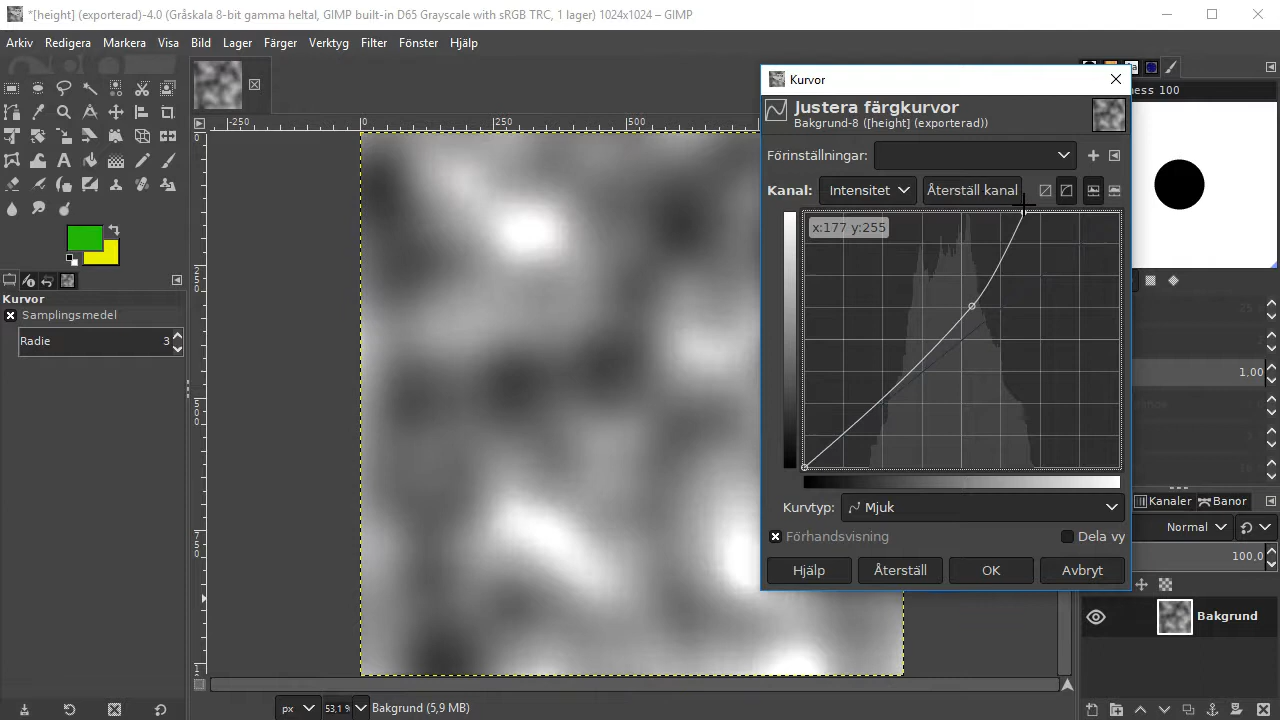 *[height] (exporterad)-4.0 (Gråskala 8-bit gamma heltal, GIMP built-in D65 Grayscale with sRGB TRC, 1 lager) 1024x1024 – GIMP
Arkiv Redigera Markera Visa Bild Lager Färger Verktyg Filter Fönster Hjälp
Kurvor
ess 100
Justera färgkurvor
Bakgrund-8 ([height] (exporterad))
-250 0 250 500
Förinställningar:
Kanal: Intensitet Återställ kanal
x:177 y:255
0
250
500
750
Kurvor
Samplingsmedel
Radie 3
1,00
Kurvtyp: Mjuk
Kanaler Banor
Förhandsvisning Dela vy
Normal
100,0
Hjälp Återställ OK Avbryt
Bakgrund
px 53,1 % Bakgrund (5,9 MB)